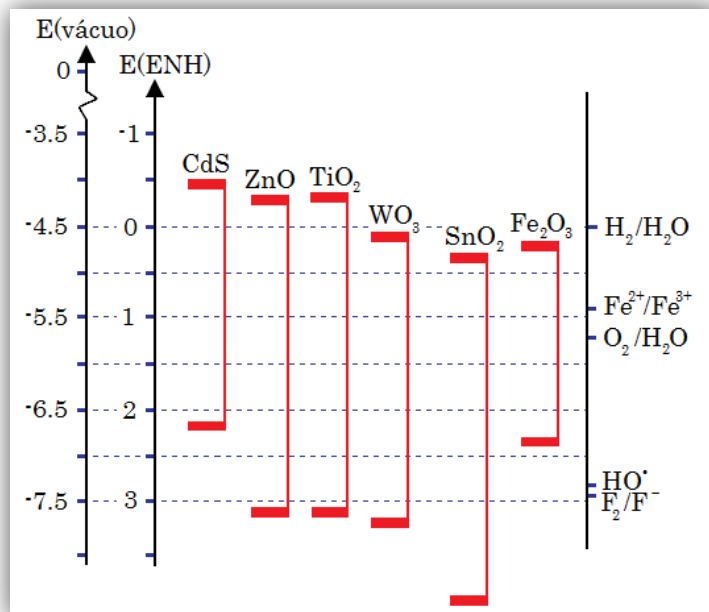 E(vácuo)
E(ENH)
0
-3.5
-4.5
-5.5
-6.5
-7.5
-1
0
1
2
3
CdS
ZnO
TiO₂
WO₃
SnO₂
Fe₂O₃
H₂/H₂O
Fe²⁺/Fe³⁺
O₂/H₂O
HO•
F₂/F⁻